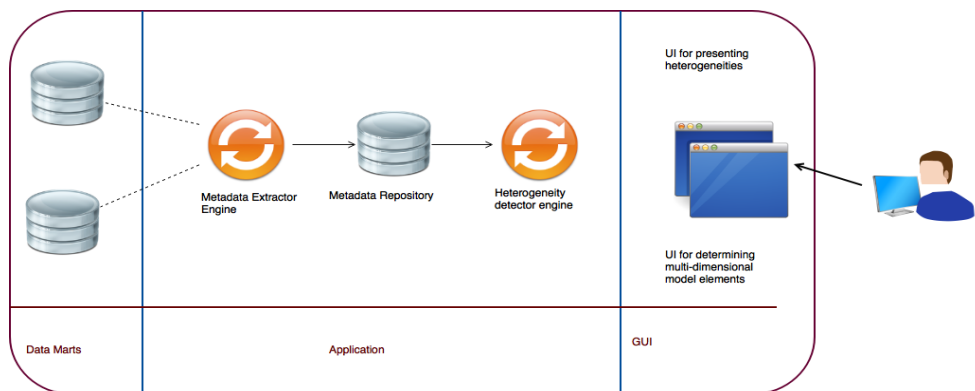 UI for presenting
heterogeneities
Metadata Extractor
Engine
Metadata Repository
Heterogeneity
detector engine
UI for determining
multi-dimensional
model elements
Data Marts
Application
GUI